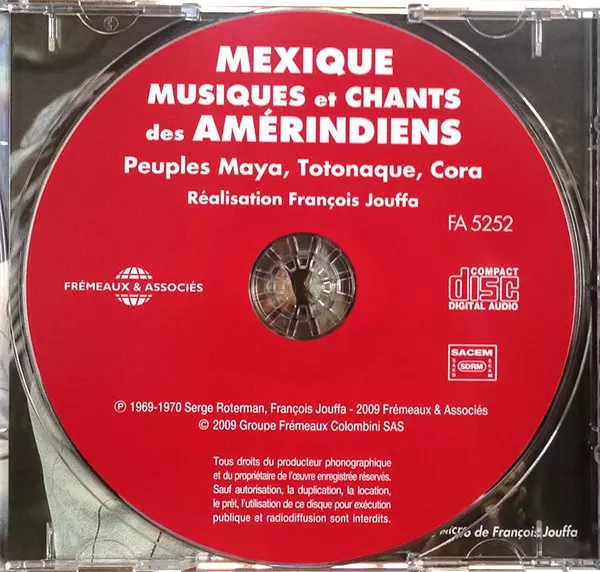 MEXIQUE
MUSIQUES et CHANTS
des AMÉRINDIENS
Peuples Maya, Totonaque, Cora
Réalisation François Jouffa
FA 5252
FRÉMEAUX & ASSOCIÉS
COMPACT
disc
DIGITAL AUDIO
SACEM
SACD
SDRM
SCAM
℗ 1969-1970 Serge Roterman, François Jouffa - 2009 Frémeaux & Associés
© 2009 Groupe Frémeaux Colombini SAS
Tous droits du producteur phonographique
et du propriétaire de l'œuvre enregistrée réservés.
Sauf autorisation, la duplication, la location,
le prêt, l'utilisation de ce disque pour exécution
publique et radiodiffusion sont interdits.
micro de François Jouffa